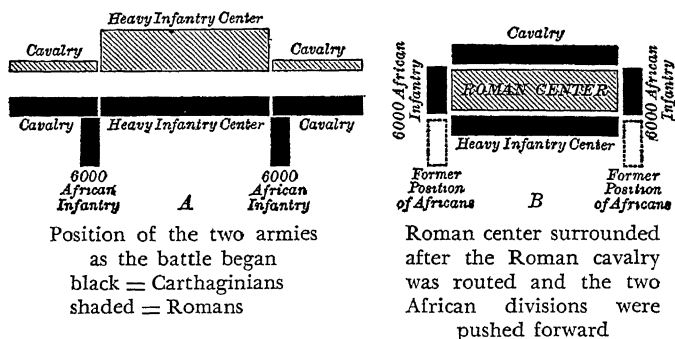 Heavy Infantry Center
Cavalry
Cavalry
Cavalry
Heavy Infantry Center
Cavalry
6000
African
Infantry
6000
African
Infantry
A
Position of the two armies
as the battle began
black = Carthaginians
shaded = Romans
Cavalry
6000 African
Infantry
ROMAN CENTER
6000 African
Infantry
Heavy Infantry Center
Former
Position
of Africans
B
Former
Position
of Africans
Roman center surrounded
after the Roman cavalry
was routed and the two
African divisions were
pushed forward